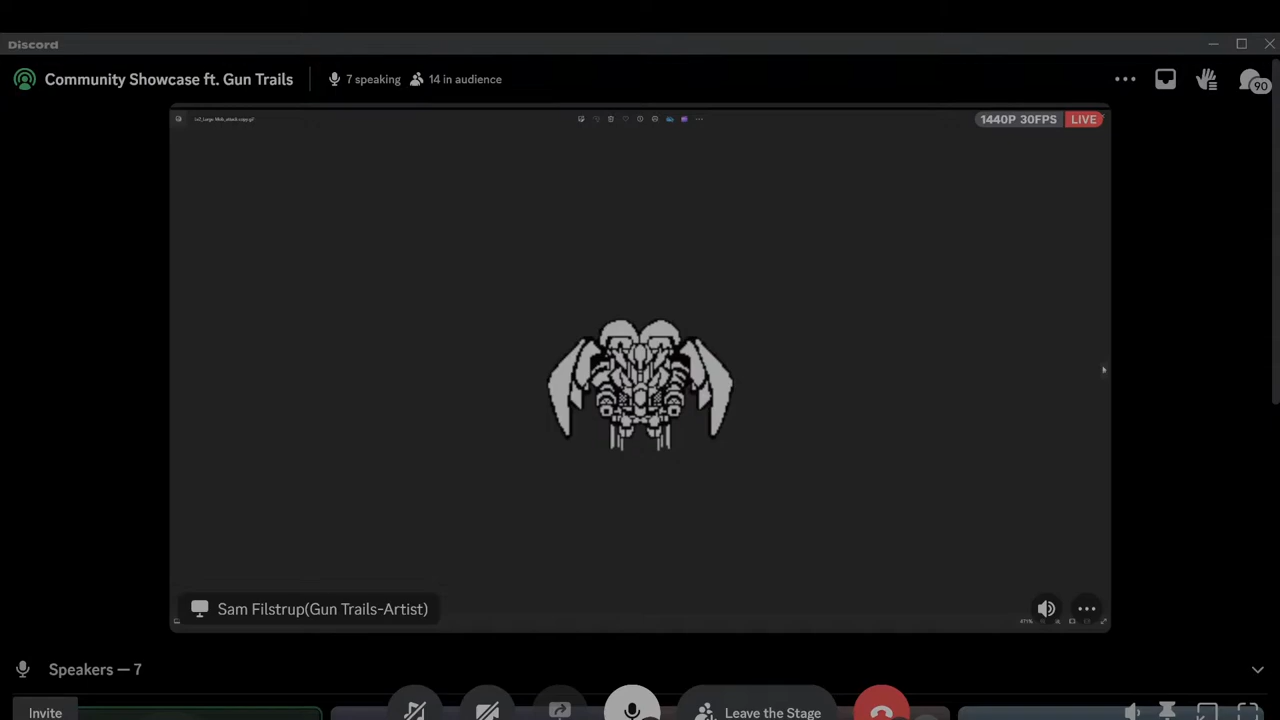 Discord
Community Showcase ft. Gun Trails
7 speaking
14 in audience
90
1440P 30FPS
LIVE
Sam Filstrup(Gun Trails-Artist)
Speakers — 7
Invite
Leave the Stage